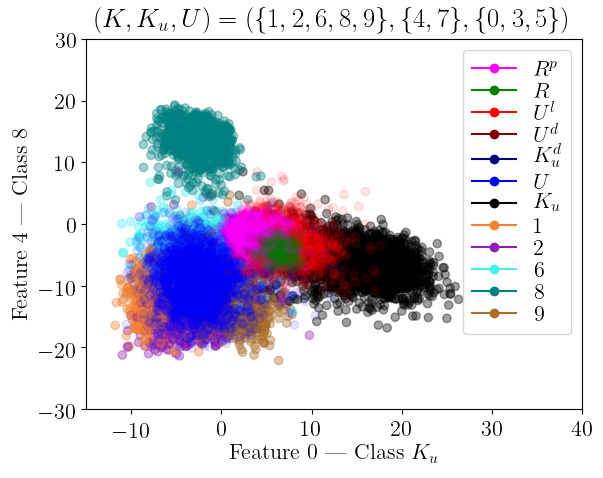 (K, K_u, U) = ({1, 2, 6, 8, 9}, {4, 7}, {0, 3, 5})
30
20
10
0
−10
−20
−30
Feature 4 — Class 8
−10
0
10
20
30
40
Feature 0 — Class K_u
R^p
R
U^l
U^d
K_u^d
U
K_u
1
2
6
8
9